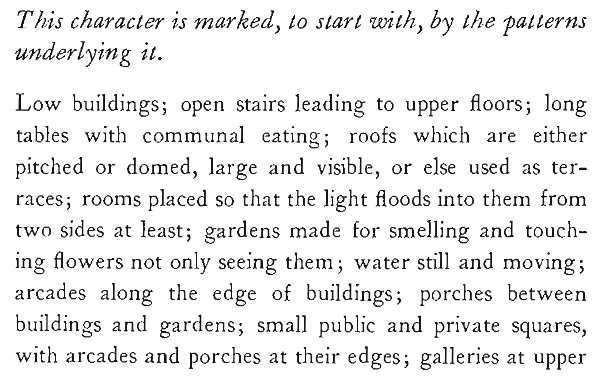 This character is marked, to start with, by the patterns
underlying it.
Low buildings; open stairs leading to upper floors; long
tables with communal eating; roofs which are either
pitched or domed, large and visible, or else used as ter-
races; rooms placed so that the light floods into them from
two sides at least; gardens made for smelling and touch-
ing flowers not only seeing them; water still and moving;
arcades along the edge of buildings; porches between
buildings and gardens; small public and private squares,
with arcades and porches at their edges; galleries at upper